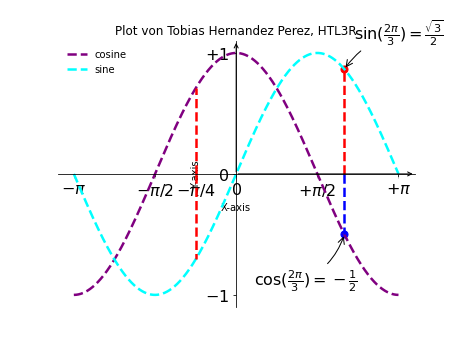 Plot von Tobias Hernandez Perez, HTL3R
sin(2π/3) = √3/2
cosine
sine
+1
Y-axis
0
−π
−π/2
−π/4
0
+π/2
+π
X-axis
cos(2π/3) = −1/2
−1